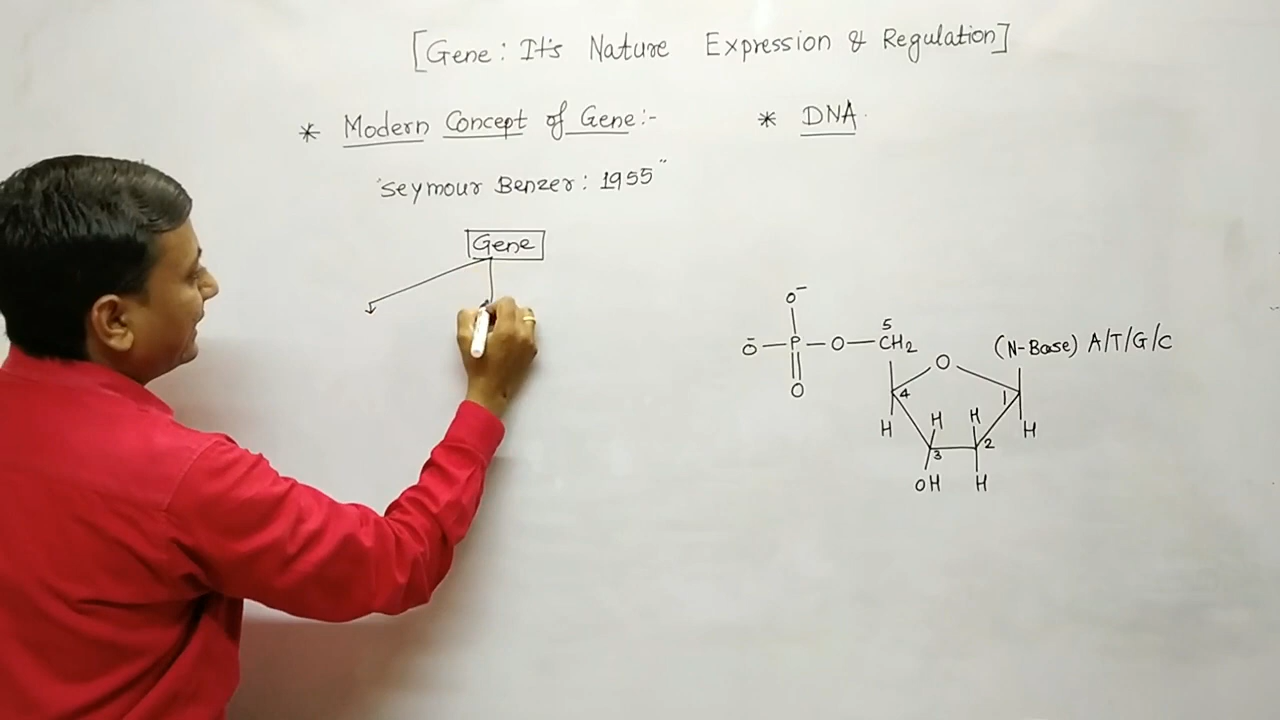 [Gene: It's Nature Expression & Regulation]
* Modern Concept of Gene:-
"Seymour Benzer: 1955"
Gene
* DNA
O⁻
O⁻ — P — O — 5 CH2 O (N-Base) A/T/G/C
O 4 1
H H H H
3 2
OH H